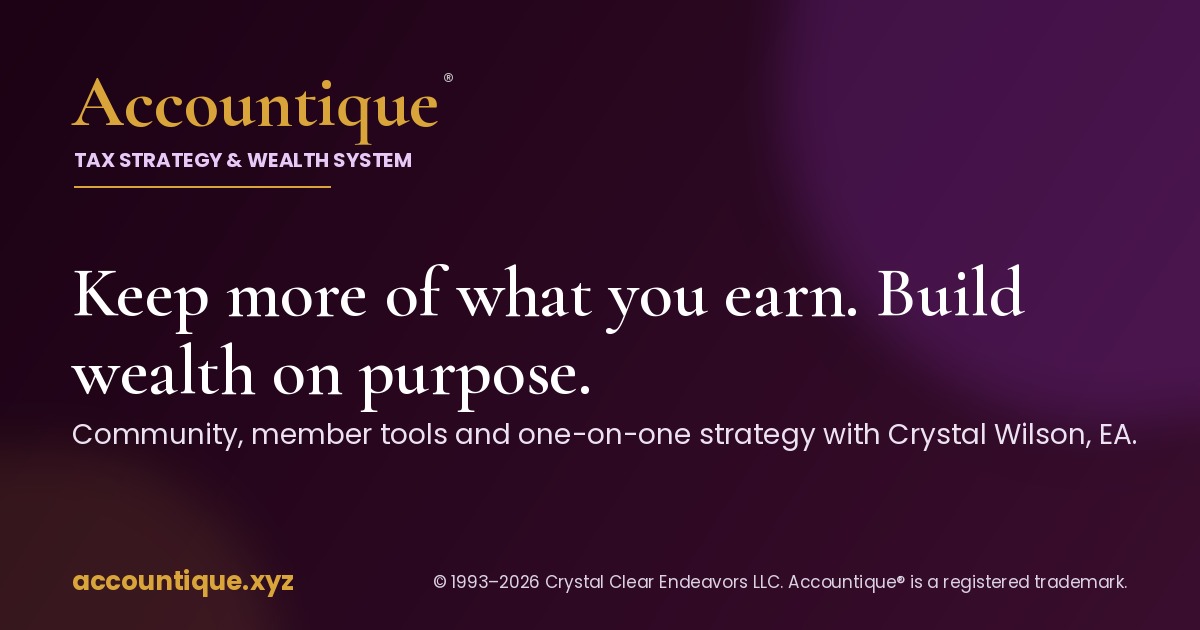 Accountique®
TAX STRATEGY & WEALTH SYSTEM
Keep more of what you earn. Build
wealth on purpose.
Community, member tools and one-on-one strategy with Crystal Wilson, EA.
accountique.xyz
© 1993–2026 Crystal Clear Endeavors LLC. Accountique® is a registered trademark.